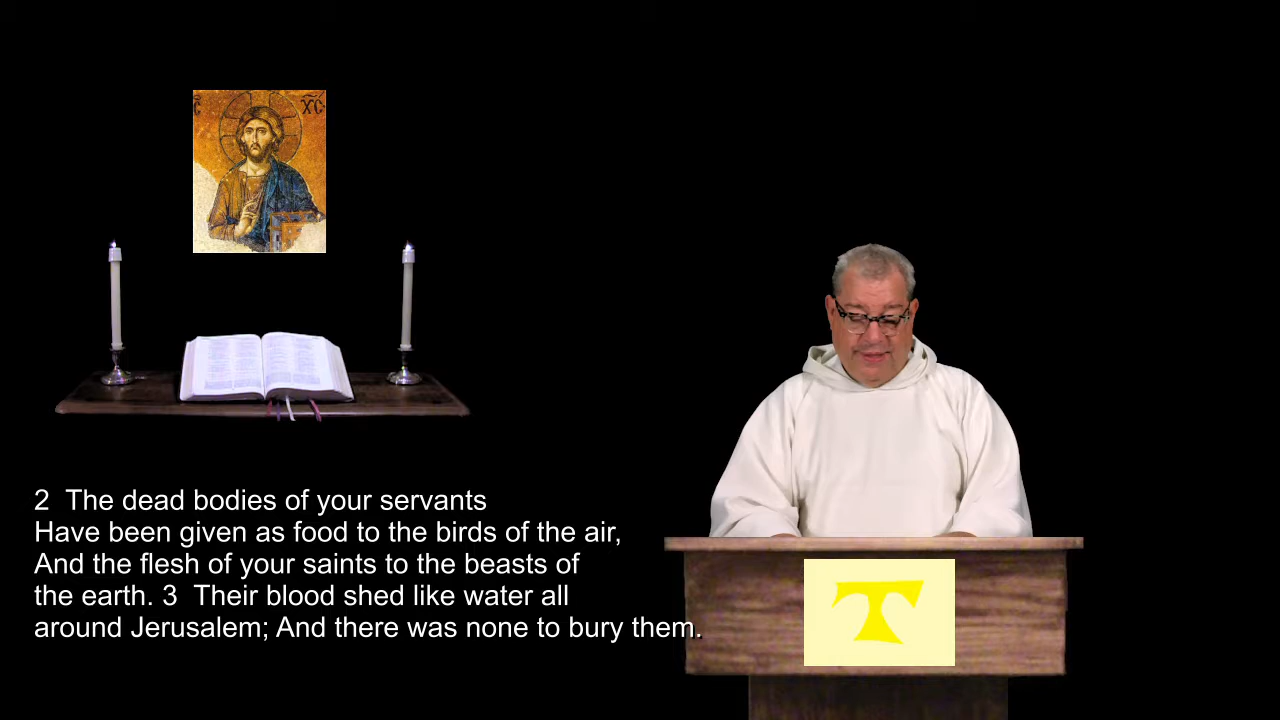 XC
2 The dead bodies of your servants
Have been given as food to the birds of the air,
And the flesh of your saints to the beasts of
the earth. 3 Their blood shed like water all
around Jerusalem; And there was none to bury them.
T